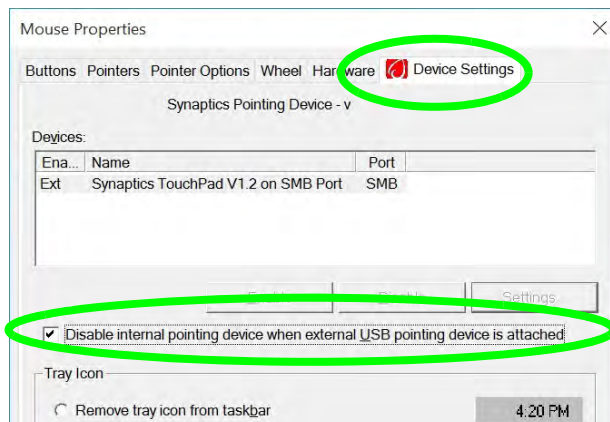 Mouse Properties
Buttons Pointers Pointer Options Wheel Hardware Device Settings
Synaptics Pointing Device - v
Devices:
Ena... Name Port
Ext Synaptics TouchPad V1.2 on SMB Port SMB
Enable Disable Settings...
Disable internal pointing device when external USB pointing device is attached
Tray Icon
Remove tray icon from taskbar
4:20 PM